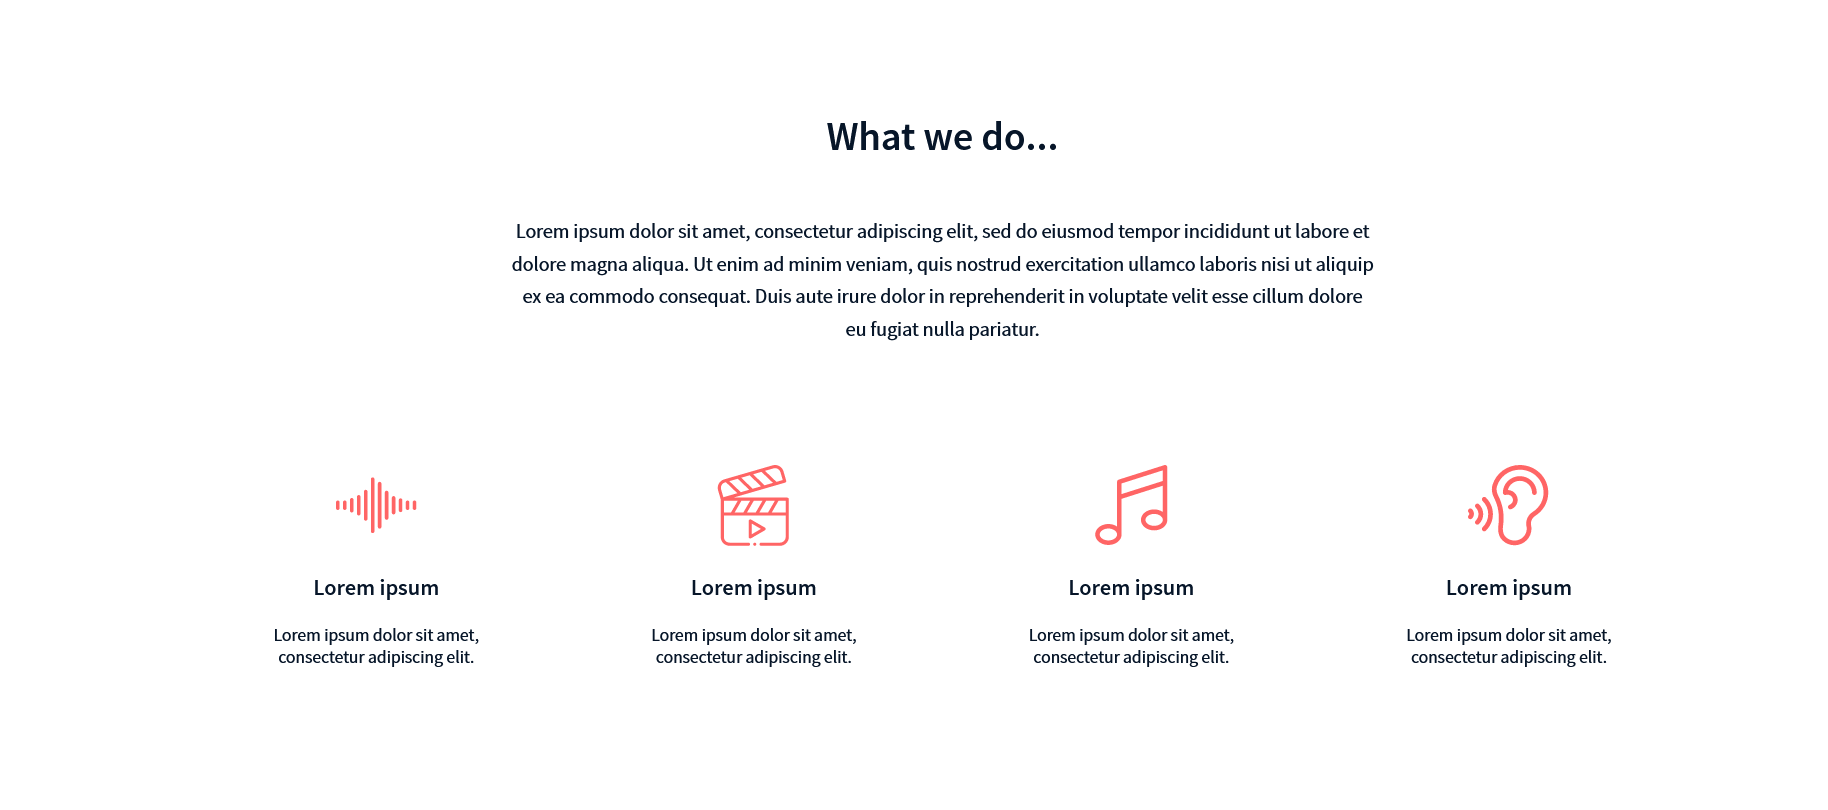 What we do...
Lorem ipsum dolor sit amet, consectetur adipiscing elit, sed do eiusmod tempor incididunt ut labore et
dolore magna aliqua. Ut enim ad minim veniam, quis nostrud exercitation ullamco laboris nisi ut aliquip
ex ea commodo consequat. Duis aute irure dolor in reprehenderit in voluptate velit esse cillum dolore
eu fugiat nulla pariatur.
Lorem ipsum
Lorem ipsum dolor sit amet,
consectetur adipiscing elit.
Lorem ipsum
Lorem ipsum dolor sit amet,
consectetur adipiscing elit.
Lorem ipsum
Lorem ipsum dolor sit amet,
consectetur adipiscing elit.
Lorem ipsum
Lorem ipsum dolor sit amet,
consectetur adipiscing elit.